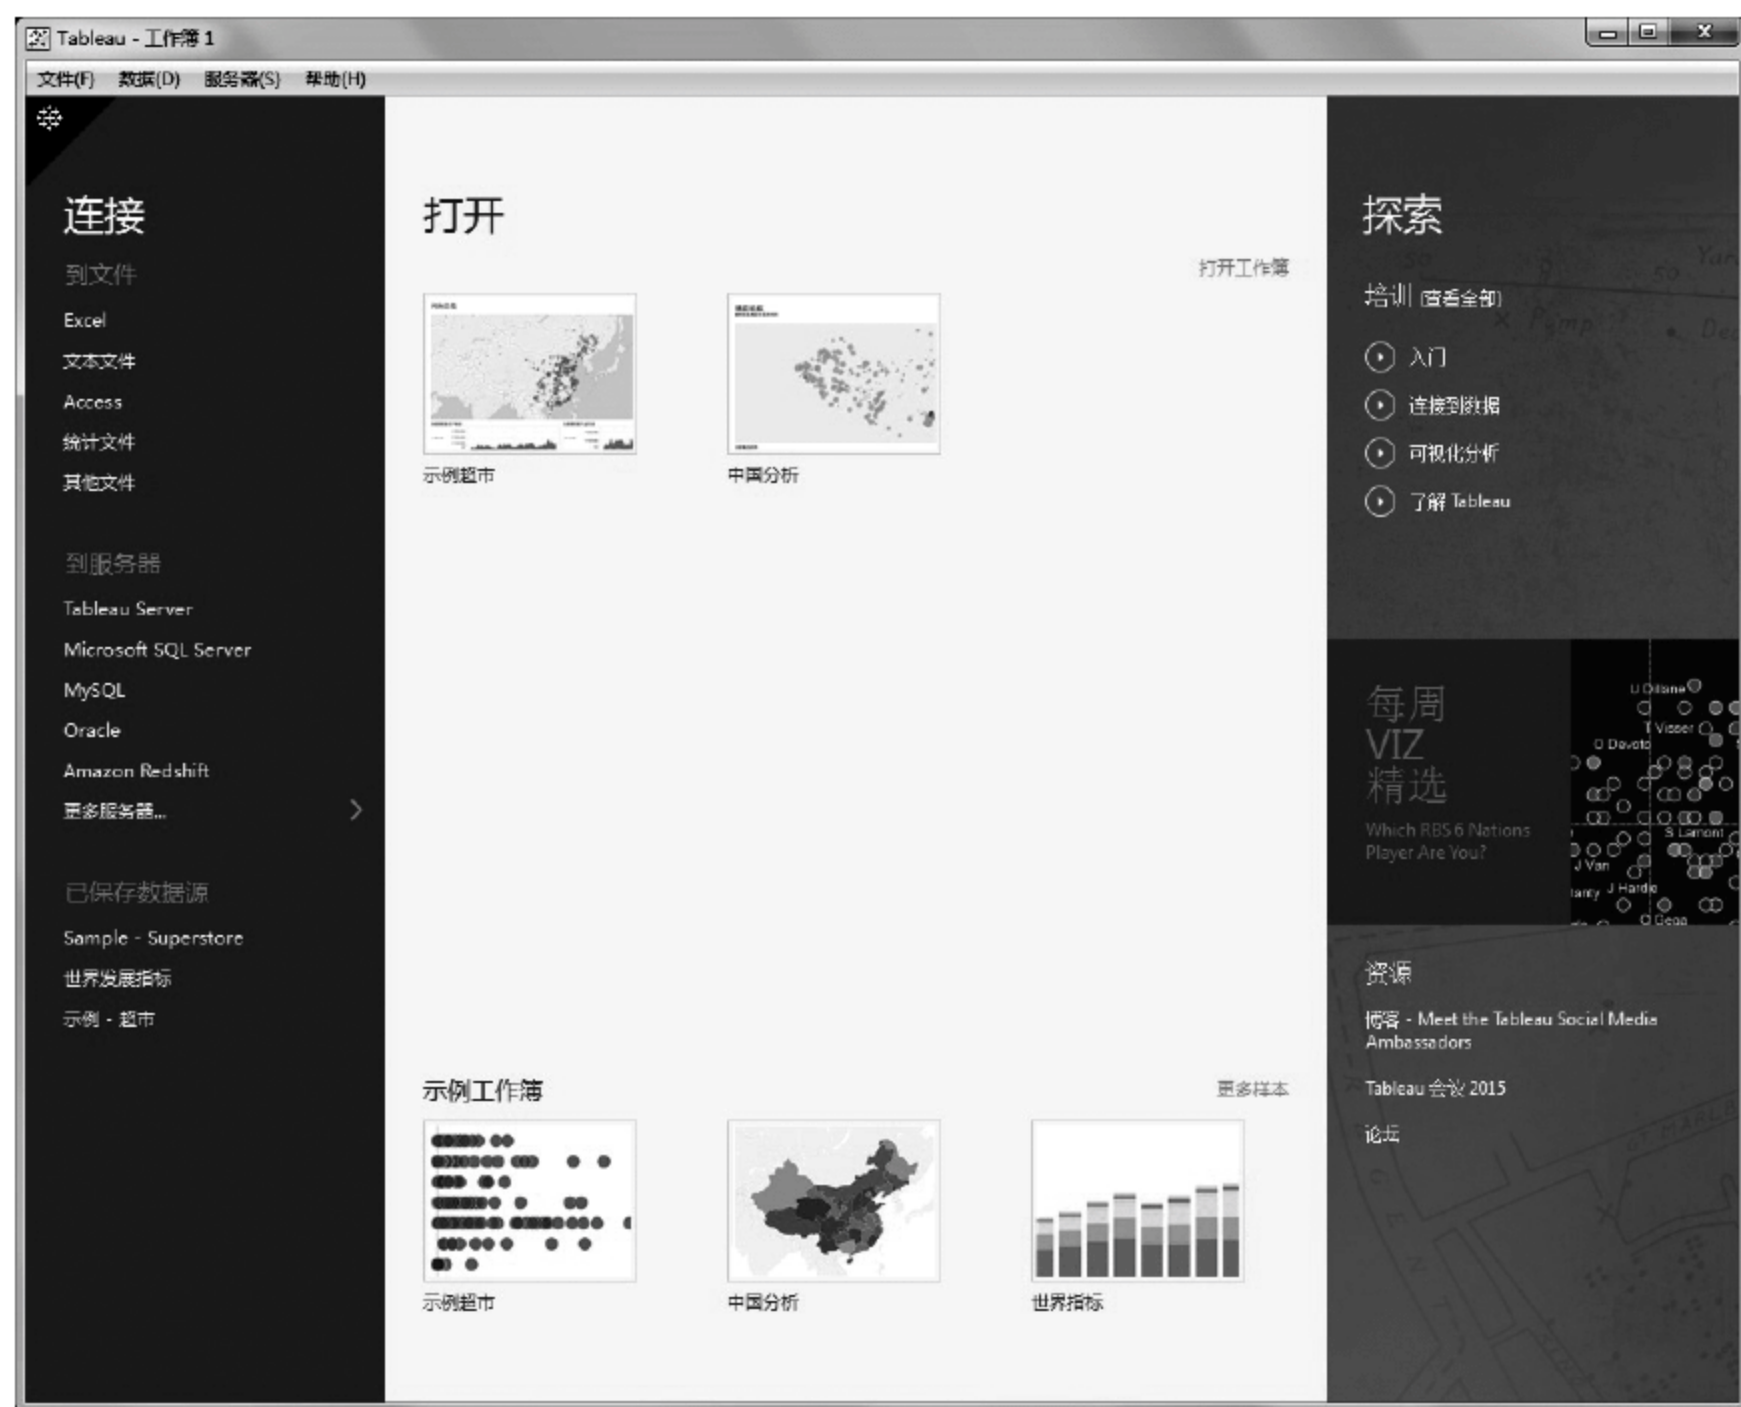 Tableau - 工作簿 1
文件(F) 数据(D) 服务器(S) 帮助(H)
连接
到文件
Excel
文本文件
Access
统计文件
其他文件
到服务器
Tableau Server
Microsoft SQL Server
MySQL
Oracle
Amazon Redshift
更多服务器...
已保存数据源
Sample - Superstore
世界发展指标
示例 - 超市
打开
打开工作簿
示例超市
中国分析
示例工作簿
更多样本
示例超市
中国分析
世界指标
探索
培训 (查看全部)
入门
连接到数据
可视化分析
了解 Tableau
每周
VIZ
精选
Which RBS 6 Nations
Player Are You?
U Dillane
T Visser
O Devoto
S Lamont
J Van
J Hardie
资源
博客 - Meet the Tableau Social Media
Ambassadors
Tableau 会议 2015
论坛